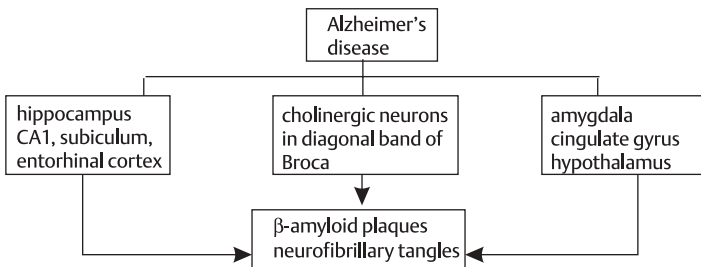 Alzheimer's
disease
hippocampus
CA1, subiculum,
entorhinal cortex
cholinergic neurons
in diagonal band of
Broca
amygdala
cingulate gyrus
hypothalamus
β-amyloid plaques
neurofibrillary tangles